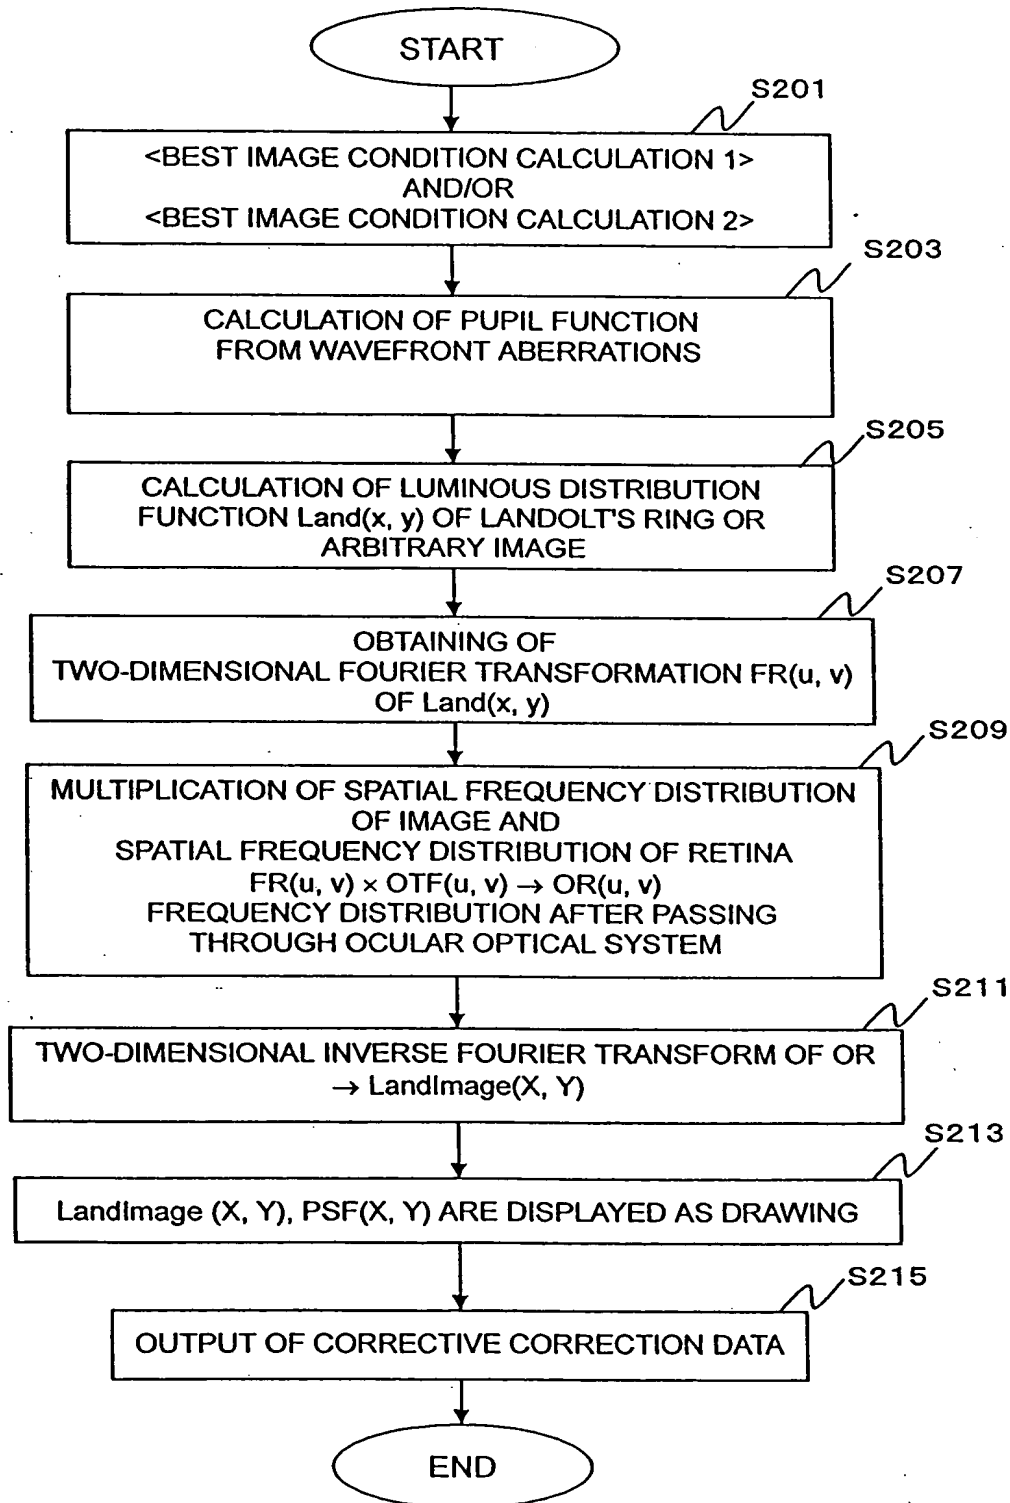 START
S201
<BEST IMAGE CONDITION CALCULATION 1>
AND/OR
<BEST IMAGE CONDITION CALCULATION 2>
S203
CALCULATION OF PUPIL FUNCTION
FROM WAVEFRONT ABERRATIONS
S205
CALCULATION OF LUMINOUS DISTRIBUTION
FUNCTION Land(x, y) OF LANDOLT'S RING OR
ARBITRARY IMAGE
S207
OBTAINING OF
TWO-DIMENSIONAL FOURIER TRANSFORMATION FR(u, v)
OF Land(x, y)
S209
MULTIPLICATION OF SPATIAL FREQUENCY DISTRIBUTION
OF IMAGE AND
SPATIAL FREQUENCY DISTRIBUTION OF RETINA
FR(u, v) × OTF(u, v) → OR(u, v)
FREQUENCY DISTRIBUTION AFTER PASSING
THROUGH OCULAR OPTICAL SYSTEM
S211
TWO-DIMENSIONAL INVERSE FOURIER TRANSFORM OF OR
→ LandImage(X, Y)
S213
LandImage (X, Y), PSF(X, Y) ARE DISPLAYED AS DRAWING
S215
OUTPUT OF CORRECTIVE CORRECTION DATA
END